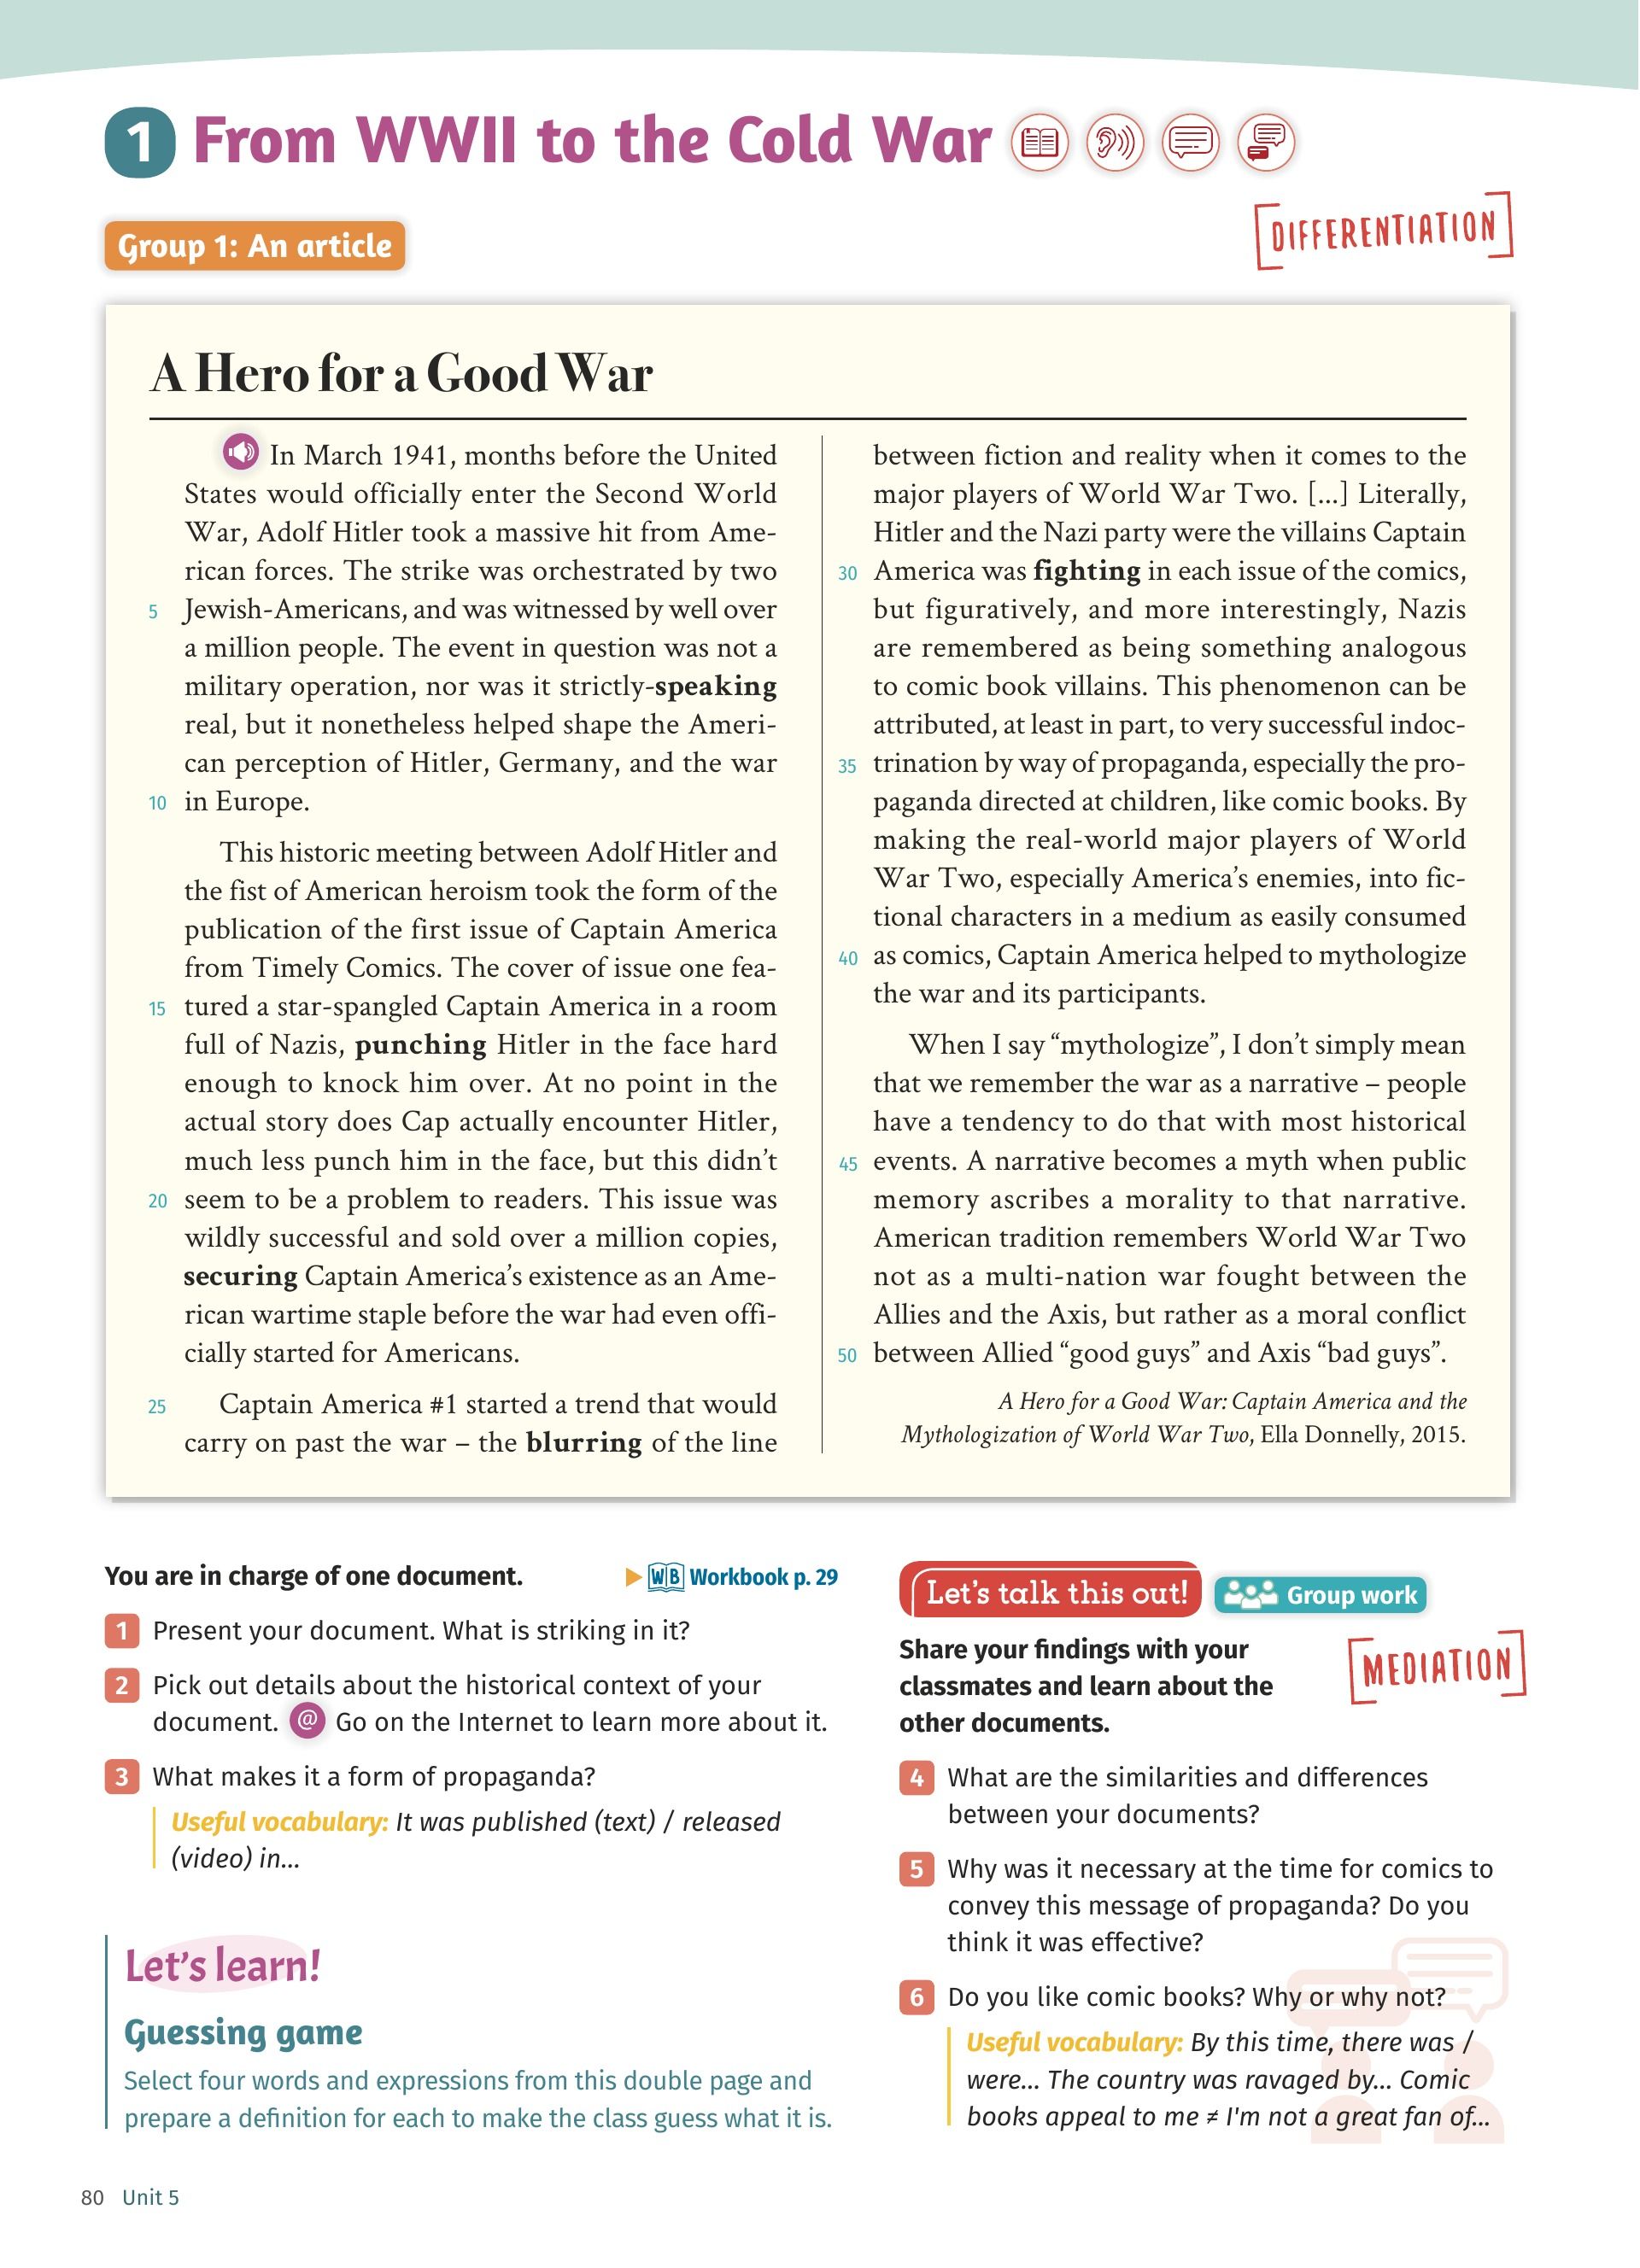 1 From WWII to the Cold War
DIFFERENTIATION
Group 1: An article
A Hero for a Good War
In March 1941, months before the United
States would officially enter the Second World
War, Adolf Hitler took a massive hit from Ame-
rican forces. The strike was orchestrated by two
5 Jewish-Americans, and was witnessed by well over
a million people. The event in question was not a
military operation, nor was it strictly-speaking
real, but it nonetheless helped shape the Ameri-
can perception of Hitler, Germany, and the war
10 in Europe.
This historic meeting between Adolf Hitler and
the fist of American heroism took the form of the
publication of the first issue of Captain America
from Timely Comics. The cover of issue one fea-
15 tured a star-spangled Captain America in a room
full of Nazis, punching Hitler in the face hard
enough to knock him over. At no point in the
actual story does Cap actually encounter Hitler,
much less punch him in the face, but this didn't
20 seem to be a problem to readers. This issue was
wildly successful and sold over a million copies,
securing Captain America's existence as an Ame-
rican wartime staple before the war had even offi-
cially started for Americans.
25 Captain America #1 started a trend that would
carry on past the war – the blurring of the line
between fiction and reality when it comes to the
major players of World War Two. [...] Literally,
Hitler and the Nazi party were the villains Captain
30 America was fighting in each issue of the comics,
but figuratively, and more interestingly, Nazis
are remembered as being something analogous
to comic book villains. This phenomenon can be
attributed, at least in part, to very successful indoc-
35 trination by way of propaganda, especially the pro-
paganda directed at children, like comic books. By
making the real-world major players of World
War Two, especially America's enemies, into fic-
tional characters in a medium as easily consumed
40 as comics, Captain America helped to mythologize
the war and its participants.
When I say “mythologize”, I don't simply mean
that we remember the war as a narrative – people
have a tendency to do that with most historical
45 events. A narrative becomes a myth when public
memory ascribes a morality to that narrative.
American tradition remembers World War Two
not as a multi-nation war fought between the
Allies and the Axis, but rather as a moral conflict
50 between Allied “good guys” and Axis “bad guys”.
A Hero for a Good War: Captain America and the
Mythologization of World War Two, Ella Donnelly, 2015.
You are in charge of one document.
WB Workbook p. 29
1 Present your document. What is striking in it?
2 Pick out details about the historical context of your
document. @ Go on the Internet to learn more about it.
3 What makes it a form of propaganda?
Useful vocabulary: It was published (text) / released
(video) in...
Let's learn!
Guessing game
Select four words and expressions from this double page and
prepare a definition for each to make the class guess what it is.
Let's talk this out!
Group work
MEDIATION
Share your findings with your
classmates and learn about the
other documents.
4 What are the similarities and differences
between your documents?
5 Why was it necessary at the time for comics to
convey this message of propaganda? Do you
think it was effective?
6 Do you like comic books? Why or why not?
Useful vocabulary: By this time, there was /
were... The country was ravaged by... Comic
books appeal to me ≠ I'm not a great fan of...
80 Unit 5